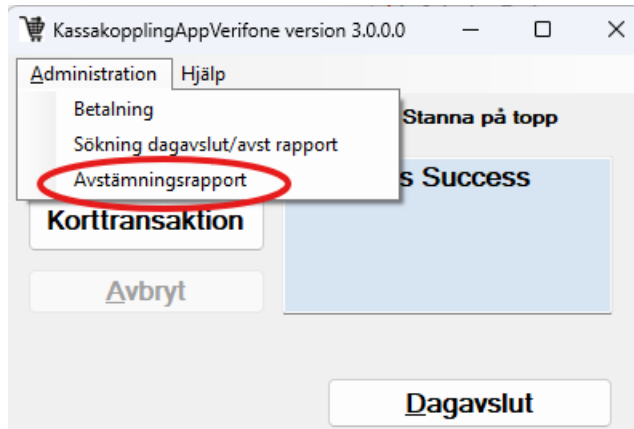 KassakopplingAppVerifone version 3.0.0.0
Administration Hjälp
Betalning
Stanna på topp
Sökning dagavslut/avst rapport
Avstämningsrapport
s Success
Korttransaktion
Avbryt
Dagavslut